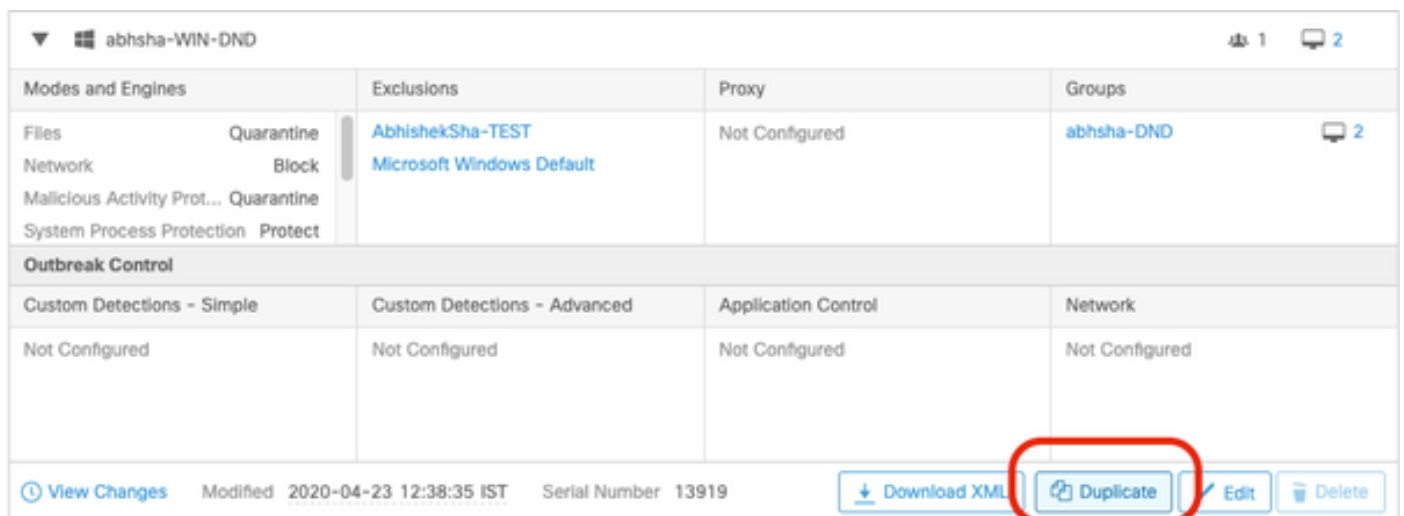 abhsha-WIN-DND 1 2
Modes and Engines Exclusions Proxy Groups
Files Quarantine AbhishekSha-TEST Not Configured abhsha-DND 2
Network Block Microsoft Windows Default
Malicious Activity Prot... Quarantine
System Process Protection Protect
Outbreak Control
Custom Detections - Simple Custom Detections - Advanced Application Control Network
Not Configured Not Configured Not Configured Not Configured
View Changes Modified 2020-04-23 12:38:35 IST Serial Number 13919 Download XML Duplicate Edit Delete